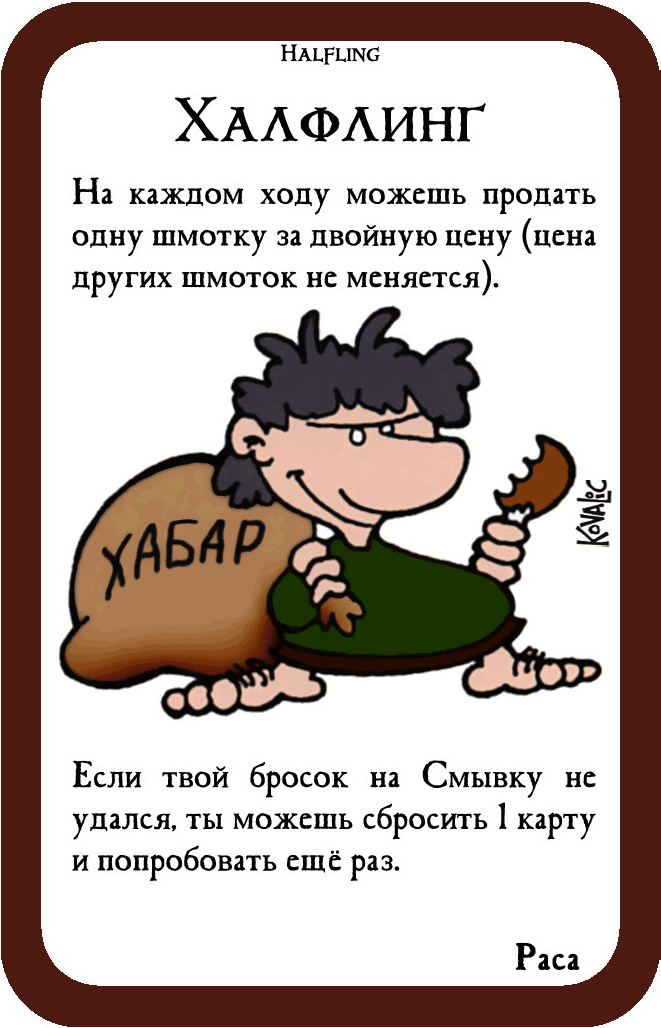 Halfling
Халфлинг
На каждом ходу можешь продать
одну шмотку за двойную цену (цена
других шмоток не меняется).
ХАБАР
KOVALIC
Если твой бросок на Смывку не
удался, ты можешь сбросить 1 карту
и попробовать ещё раз.
Раса